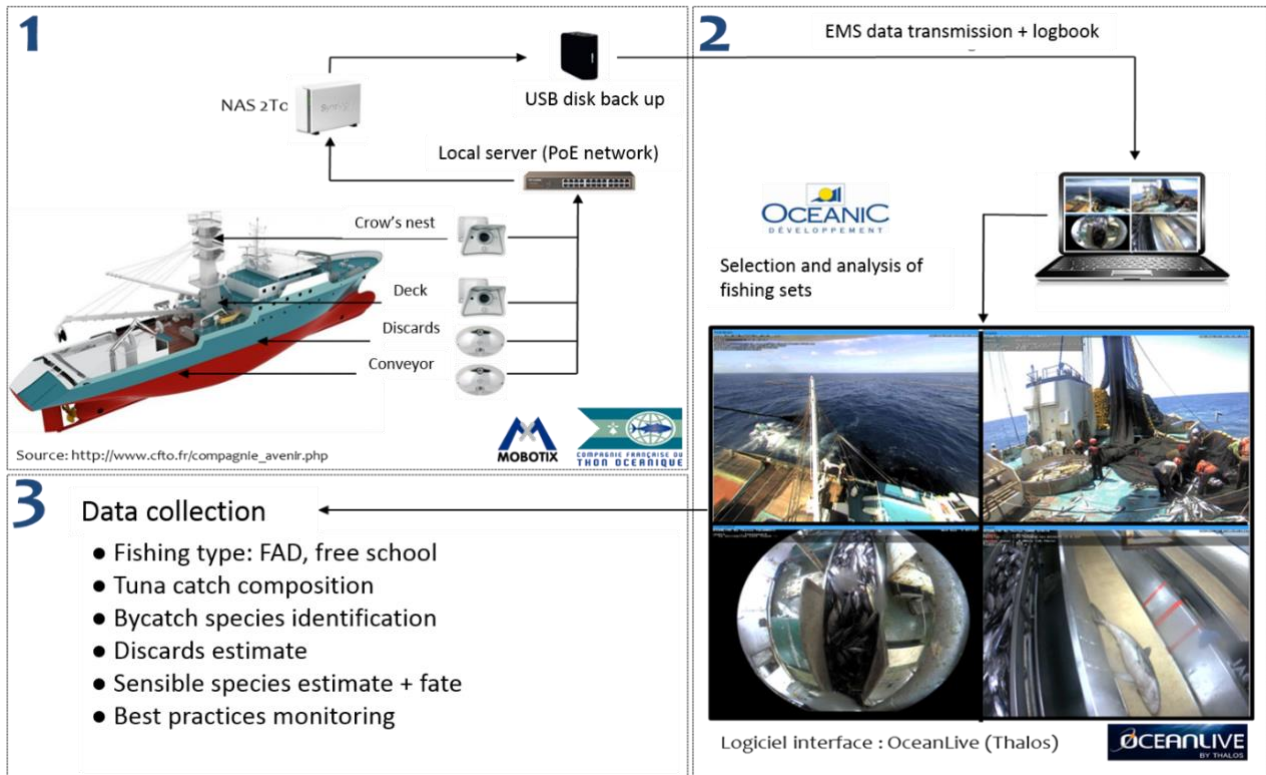 1
NAS 2To
USB disk back up
Local server (PoE network)
Crow's nest
Deck
Discards
Conveyor
Source: http://www.cfto.fr/compagnie_avenir.php
MOBOTIX
COMPAGNIE FRANÇAISE DU
THON OCEANIQUE
2
EMS data transmission + logbook
OCEANIC
DÉVELOPPEMENT
Selection and analysis of
fishing sets
Logiciel interface : OceanLive (Thalos)
OCEANLIVE
BY THALOS
3
Data collection
● Fishing type: FAD, free school
● Tuna catch composition
● Bycatch species identification
● Discards estimate
● Sensible species estimate + fate
● Best practices monitoring